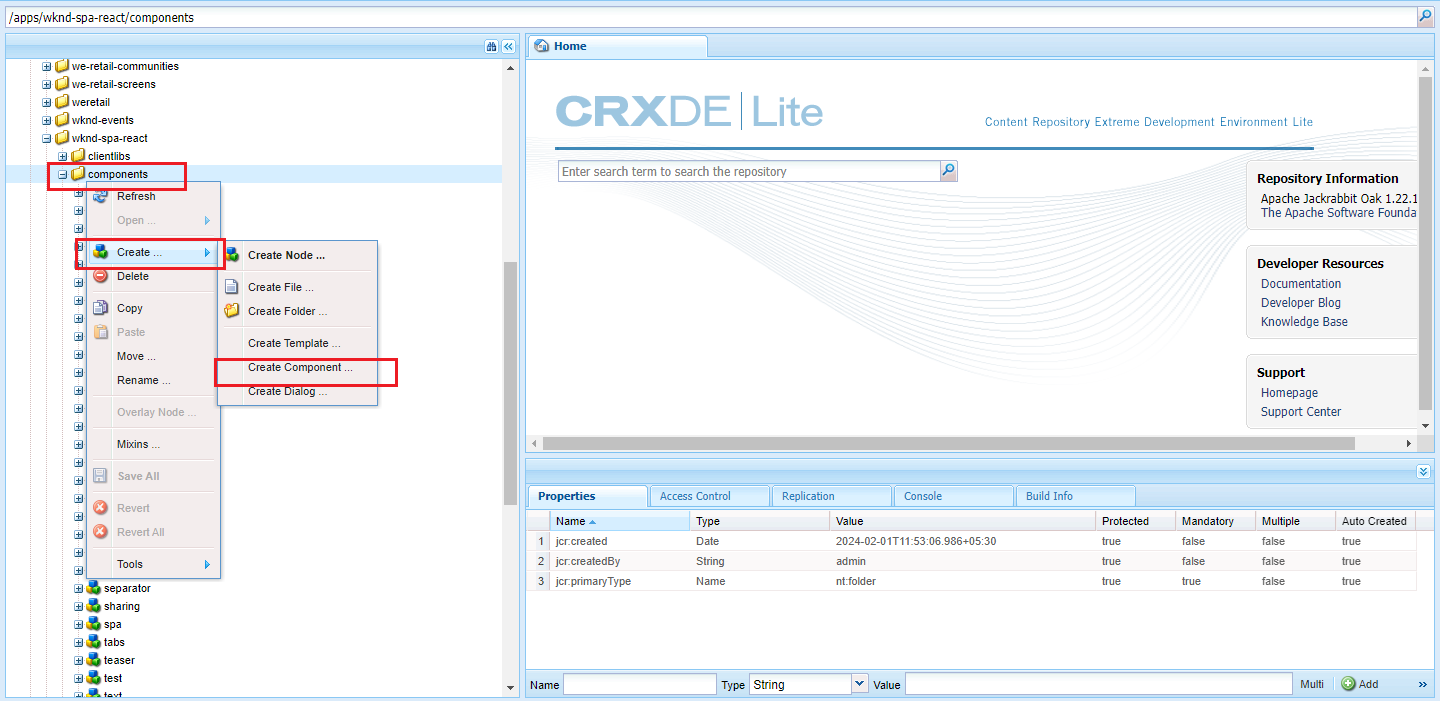 /apps/wknd-spa-react/components
we-retail-communities
we-retail-screens
weretail
wknd-events
wknd-spa-react
clientlibs
components
Refresh
Open ...
Create ...
Delete
Copy
Paste
Move ...
Rename ...
Overlay Node ...
Mixins ...
Save All
Revert
Revert All
Tools
Create Node ...
Create File ...
Create Folder ...
Create Template ...
Create Component ...
Create Dialog ...
separator
sharing
spa
tabs
teaser
test
text
Home
CRXDE Lite
Content Repository Extreme Development Environment Lite
Enter search term to search the repository
Repository Information
Apache Jackrabbit Oak 1.22.1
The Apache Software Founda
Developer Resources
Documentation
Developer Blog
Knowledge Base
Support
Homepage
Support Center
Properties Access Control Replication Console Build Info
Name Type Value Protected Mandatory Multiple Auto Created
1 jcr:created Date 2024-02-01T11:53:06.986+05:30 true false false true
2 jcr:createdBy String admin true false false true
3 jcr:primaryType Name nt:folder true true false true
Name Type String Value Multi Add